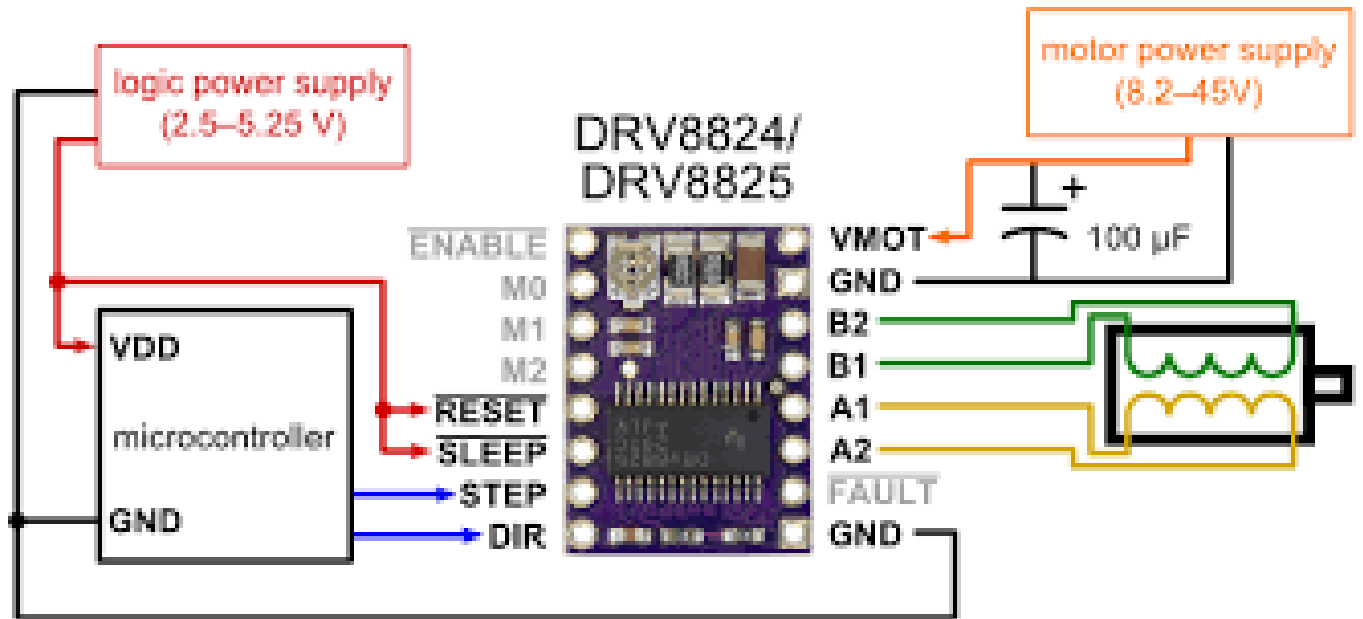 logic power supply
(2.5–5.25 V)
motor power supply
(8.2–45V)
DRV8824/
DRV8825
ENABLE
M0
M1
M2
RESET
SLEEP
STEP
DIR
VMOT
GND
B2
B1
A1
A2
FAULT
GND
+
100 µF
VDD
microcontroller
GND